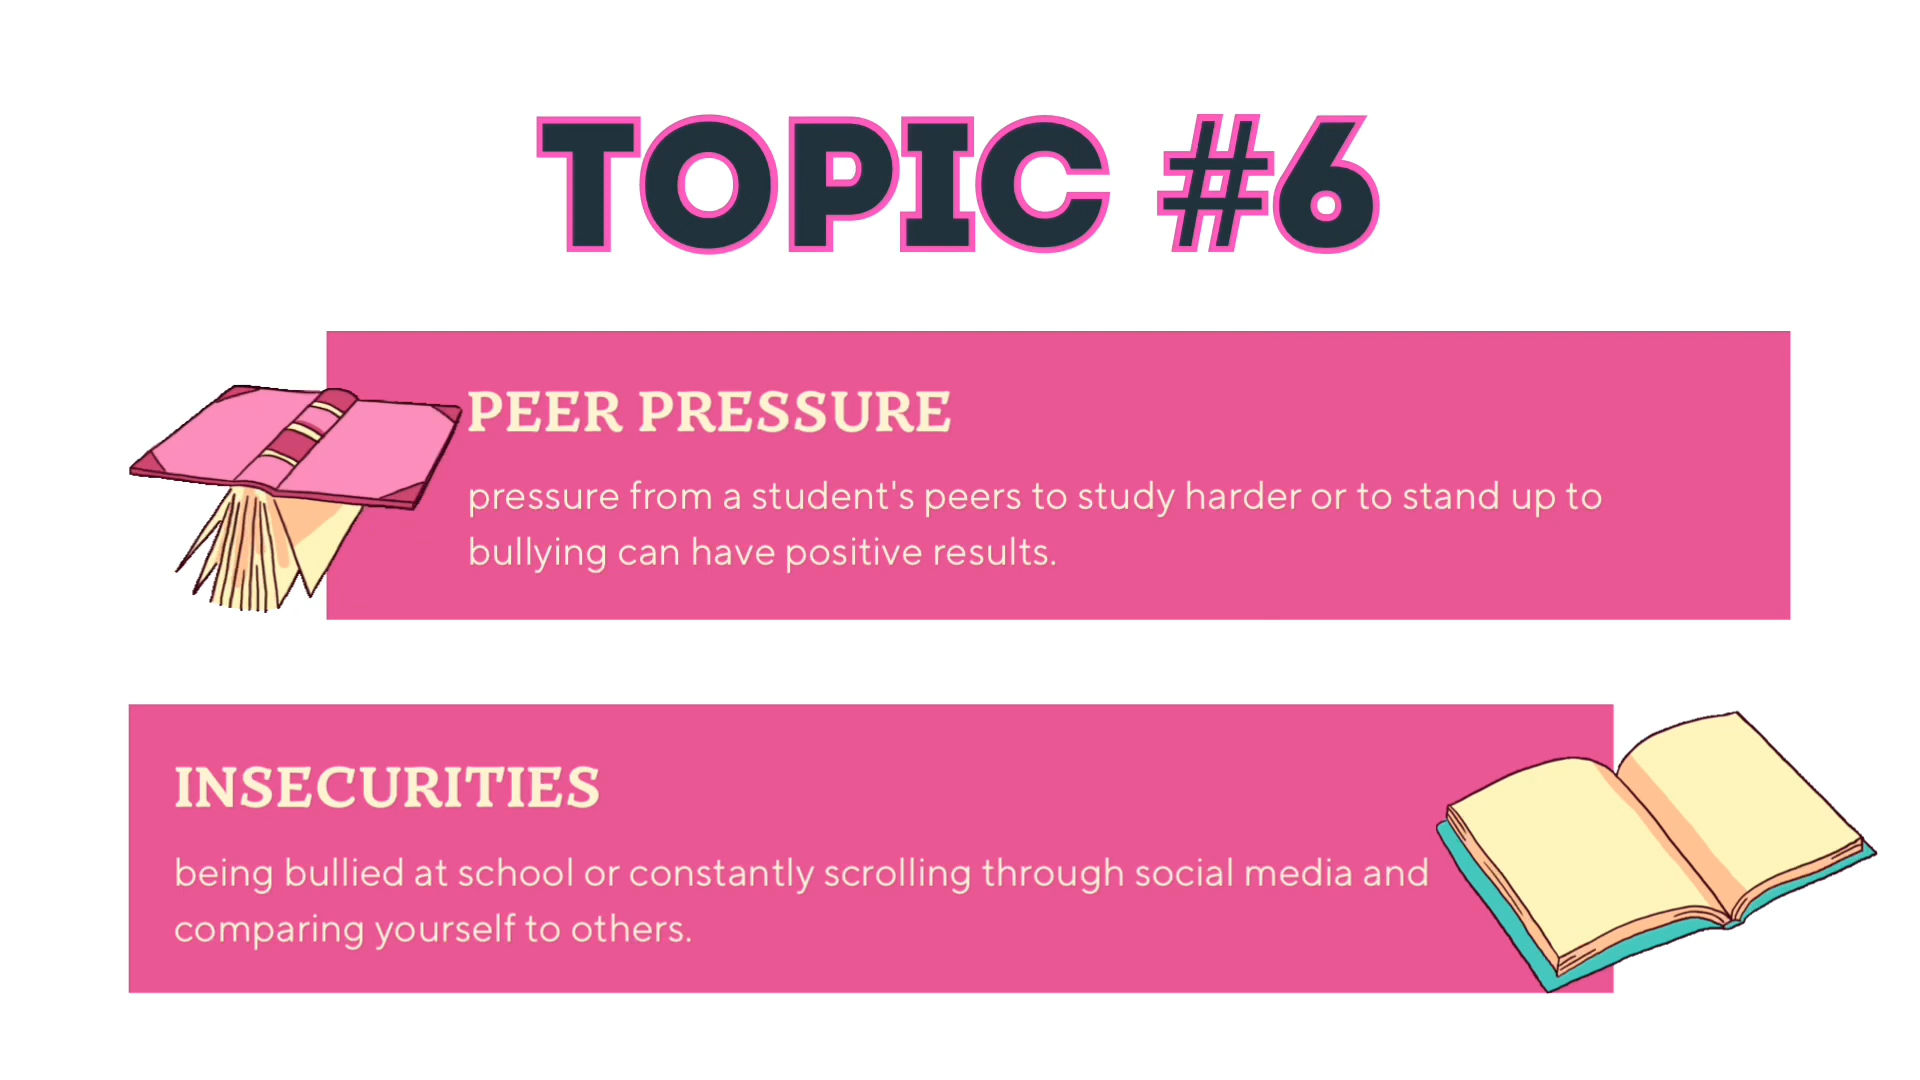 TOPIC #6
PEER PRESSURE
pressure from a student's peers to study harder or to stand up to
bullying can have positive results.
INSECURITIES
being bullied at school or constantly scrolling through social media and
comparing yourself to others.